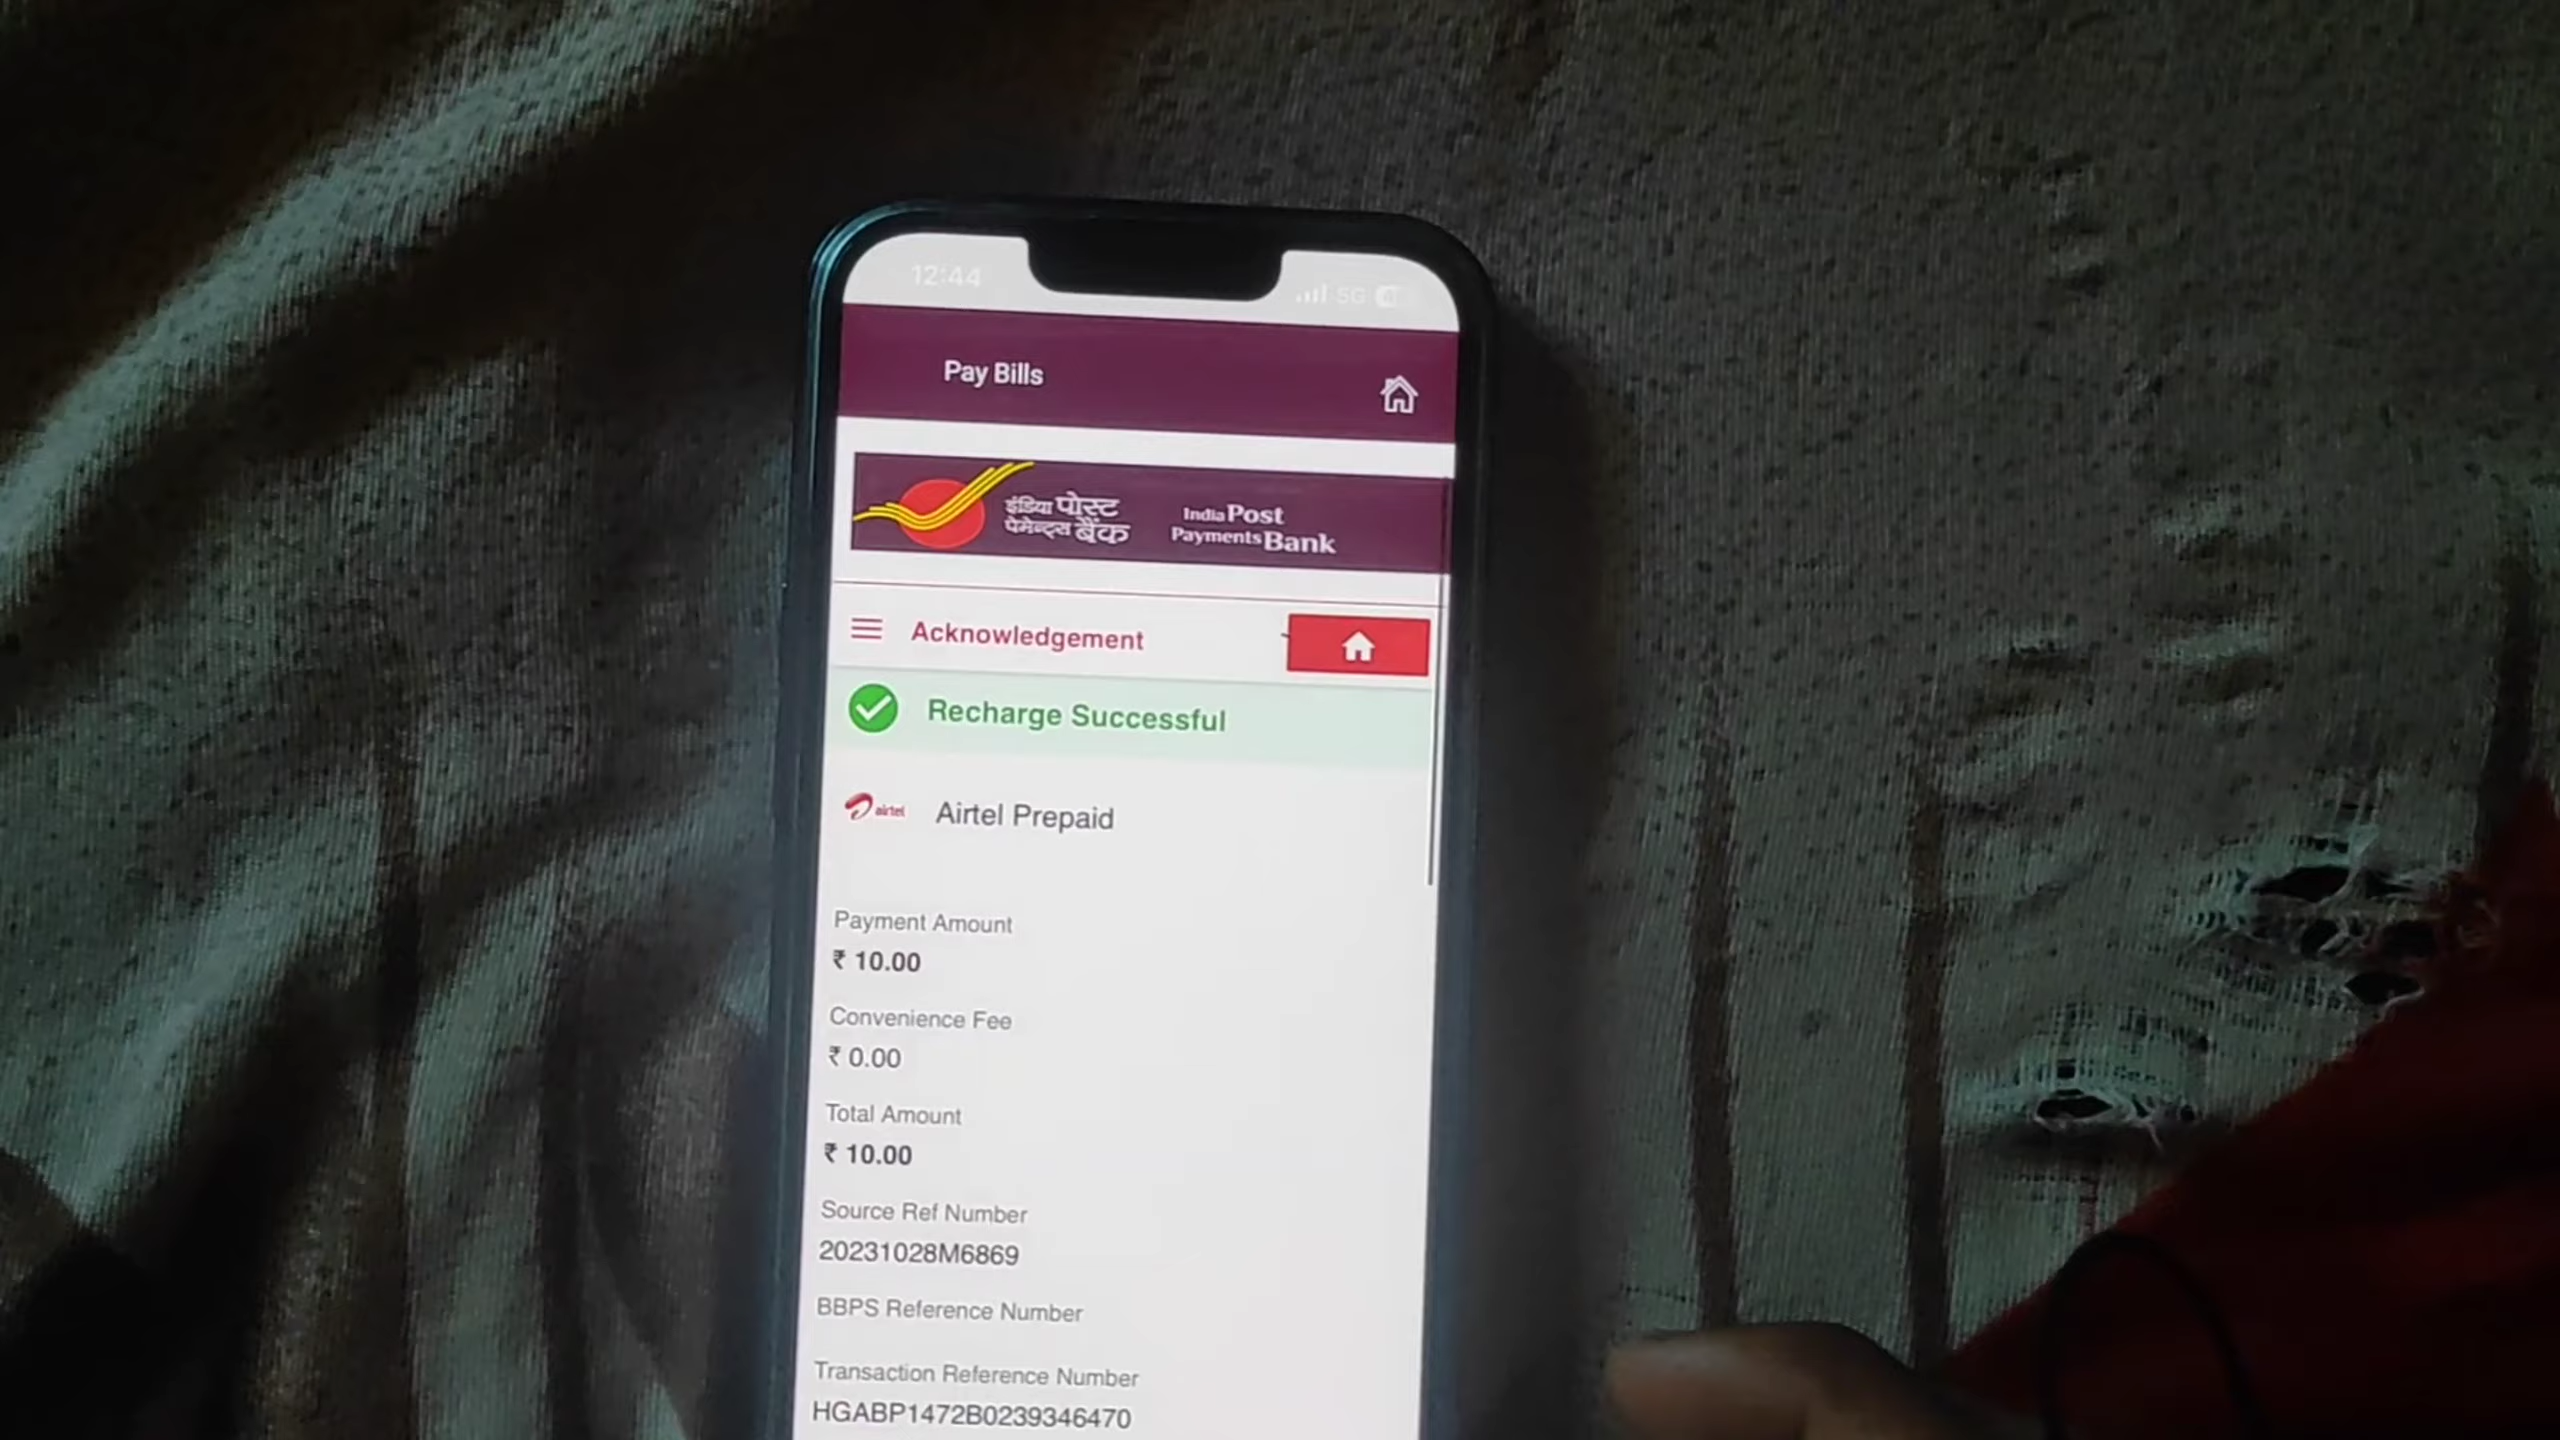 12:44
5G
Pay Bills
इंडिया पोस्ट
पेमेन्ट्स बैंक
India Post
Payments Bank
Acknowledgement
Recharge Successful
airtel
Airtel Prepaid
Payment Amount
₹ 10.00
Convenience Fee
₹ 0.00
Total Amount
₹ 10.00
Source Ref Number
20231028M6869
BBPS Reference Number
Transaction Reference Number
HGABP1472B0239346470